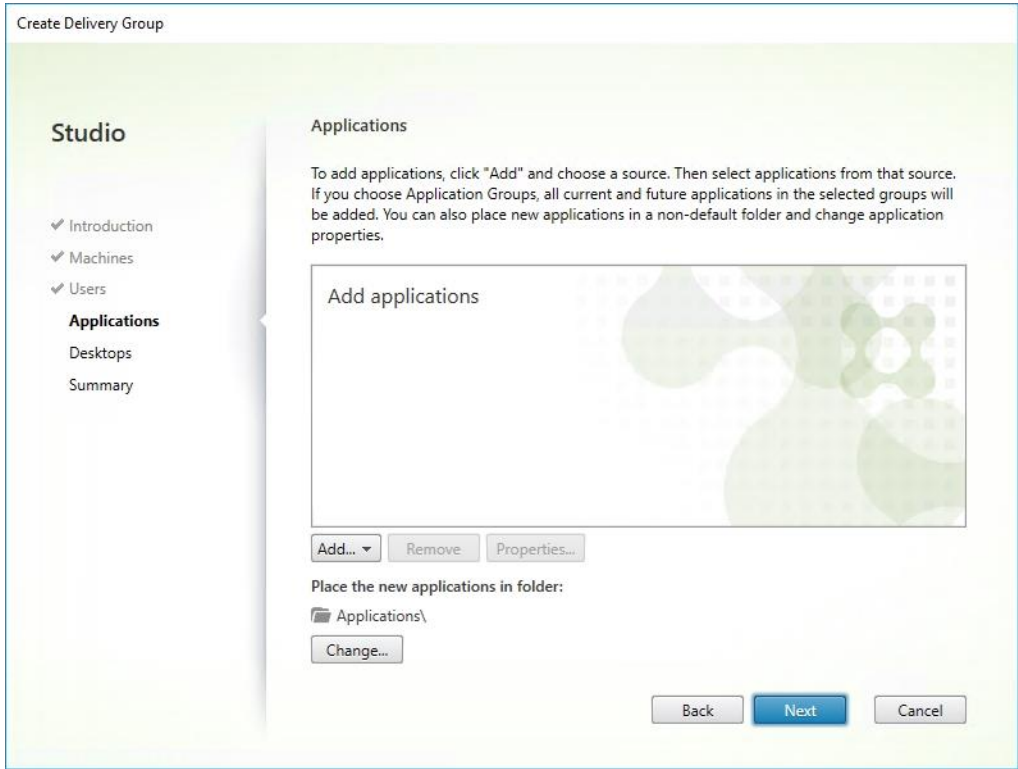 Create Delivery Group
Studio
Introduction
Machines
Users
Applications
Desktops
Summary
Applications
To add applications, click "Add" and choose a source. Then select applications from that source.
If you choose Application Groups, all current and future applications in the selected groups will
be added. You can also place new applications in a non-default folder and change application
properties.
Add applications
Add...
Remove
Properties...
Place the new applications in folder:
Applications\
Change...
Back
Next
Cancel